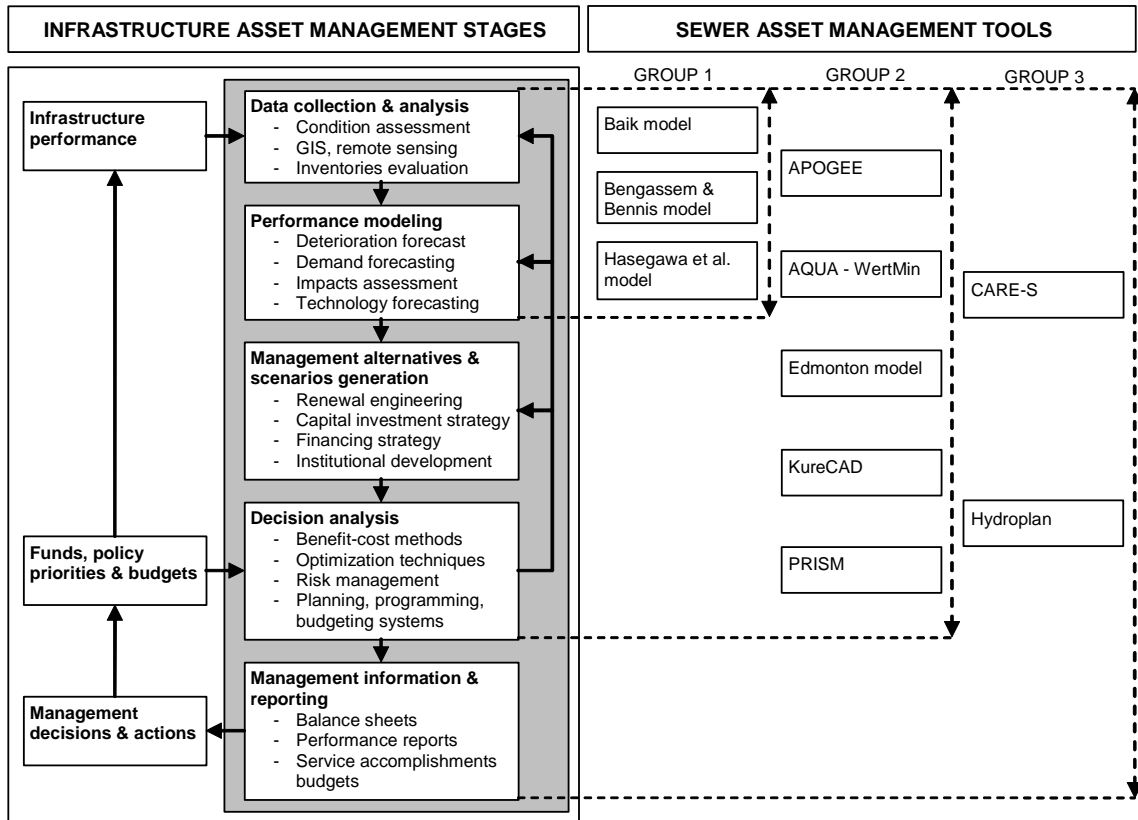 INFRASTRUCTURE ASSET MANAGEMENT STAGES
SEWER ASSET MANAGEMENT TOOLS
Infrastructure
performance
Funds, policy
priorities & budgets
Management
decisions & actions
Data collection & analysis
- Condition assessment
- GIS, remote sensing
- Inventories evaluation
Performance modeling
- Deterioration forecast
- Demand forecasting
- Impacts assessment
- Technology forecasting
Management alternatives &
scenarios generation
- Renewal engineering
- Capital investment strategy
- Financing strategy
- Institutional development
Decision analysis
- Benefit-cost methods
- Optimization techniques
- Risk management
- Planning, programming,
budgeting systems
Management information &
reporting
- Balance sheets
- Performance reports
- Service accomplishments
budgets
GROUP 1
Baik model
Bengassem &
Bennis model
Hasegawa et al.
model
GROUP 2
APOGEE
AQUA - WertMin
Edmonton model
KureCAD
PRISM
GROUP 3
CARE-S
Hydroplan